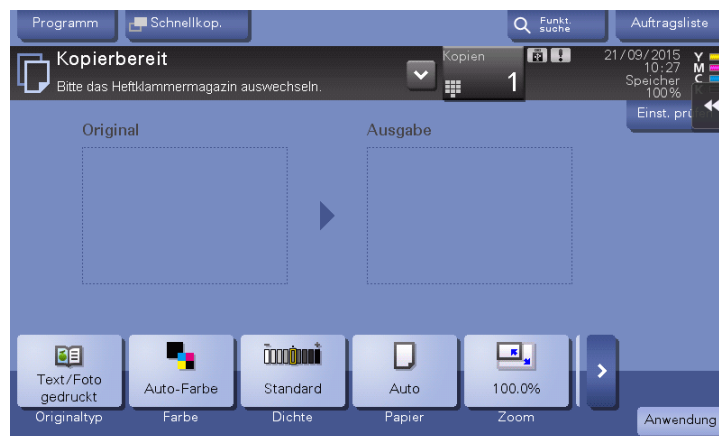 Programm
Schnellkop.
Funkt.
suche
Auftragsliste
Kopierbereit
Bitte das Heftklammermagazin auswechseln.
Kopien
1
21/09/2015
10:27
Speicher
100%
Y
M
C
K
Einst.
Original
Ausgabe
Text/Foto
gedruckt
Auto-Farbe
Standard
Auto
100.0%
Originaltyp
Farbe
Dichte
Papier
Zoom
Anwendung